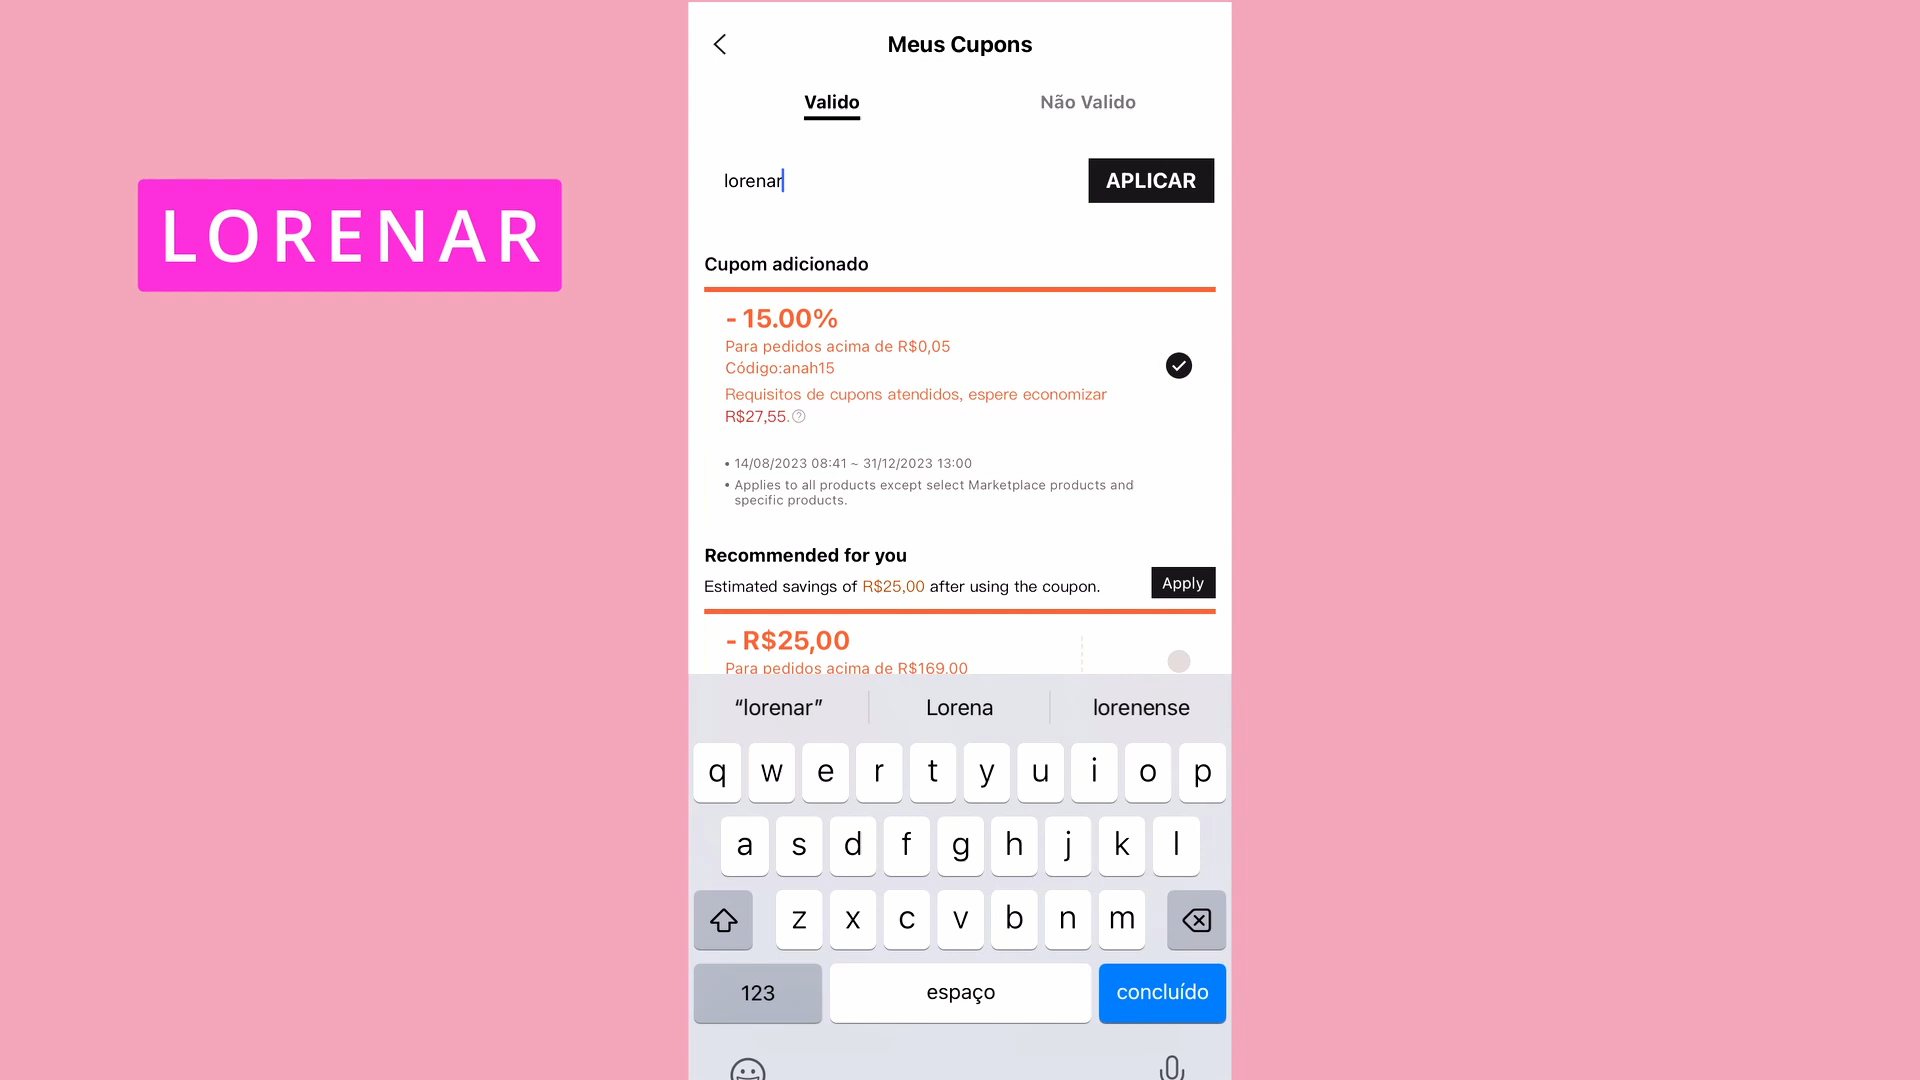 LORENAR
Meus Cupons
Valido
Não Valido
lorenar
APLICAR
Cupom adicionado
- 15.00%
Para pedidos acima de R$0,05
Código:anah15
Requisitos de cupons atendidos, espere economizar
R$27,55.
• 14/08/2023 08:41 ~ 31/12/2023 13:00
• Applies to all products except select Marketplace products and
specific products.
Recommended for you
Estimated savings of R$25,00 after using the coupon.
Apply
- R$25,00
Para pedidos acima de R$169,00
“lorenar”
Lorena
lorenense
q w e r t y u i o p
a s d f g h j k l
z x c v b n m
123
espaço
concluído